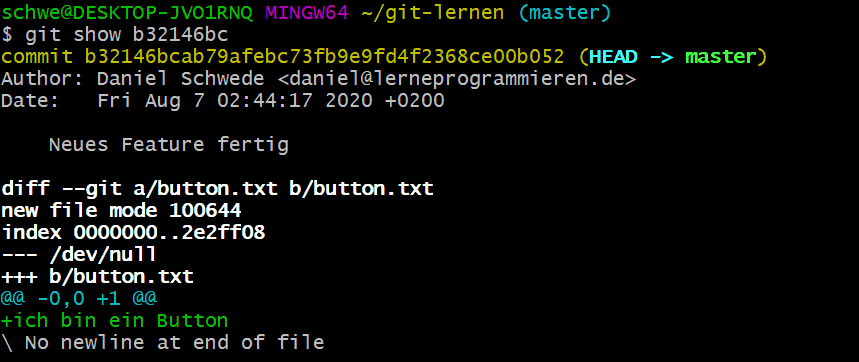 schwe@DESKTOP-JVO1RNQ MINGW64 ~/git-lernen (master)
$ git show b32146bc
commit b32146bcab79afebc73fb9e9fd4f2368ce00b052 (HEAD -> master)
Author: Daniel Schwede <daniel@lerneprogrammieren.de>
Date:   Fri Aug 7 02:44:17 2020 +0200
    Neues Feature fertig
diff --git a/button.txt b/button.txt
new file mode 100644
index 0000000..2e2ff08
--- /dev/null
+++ b/button.txt
@@ -0,0 +1 @@
+ich bin ein Button
\ No newline at end of file